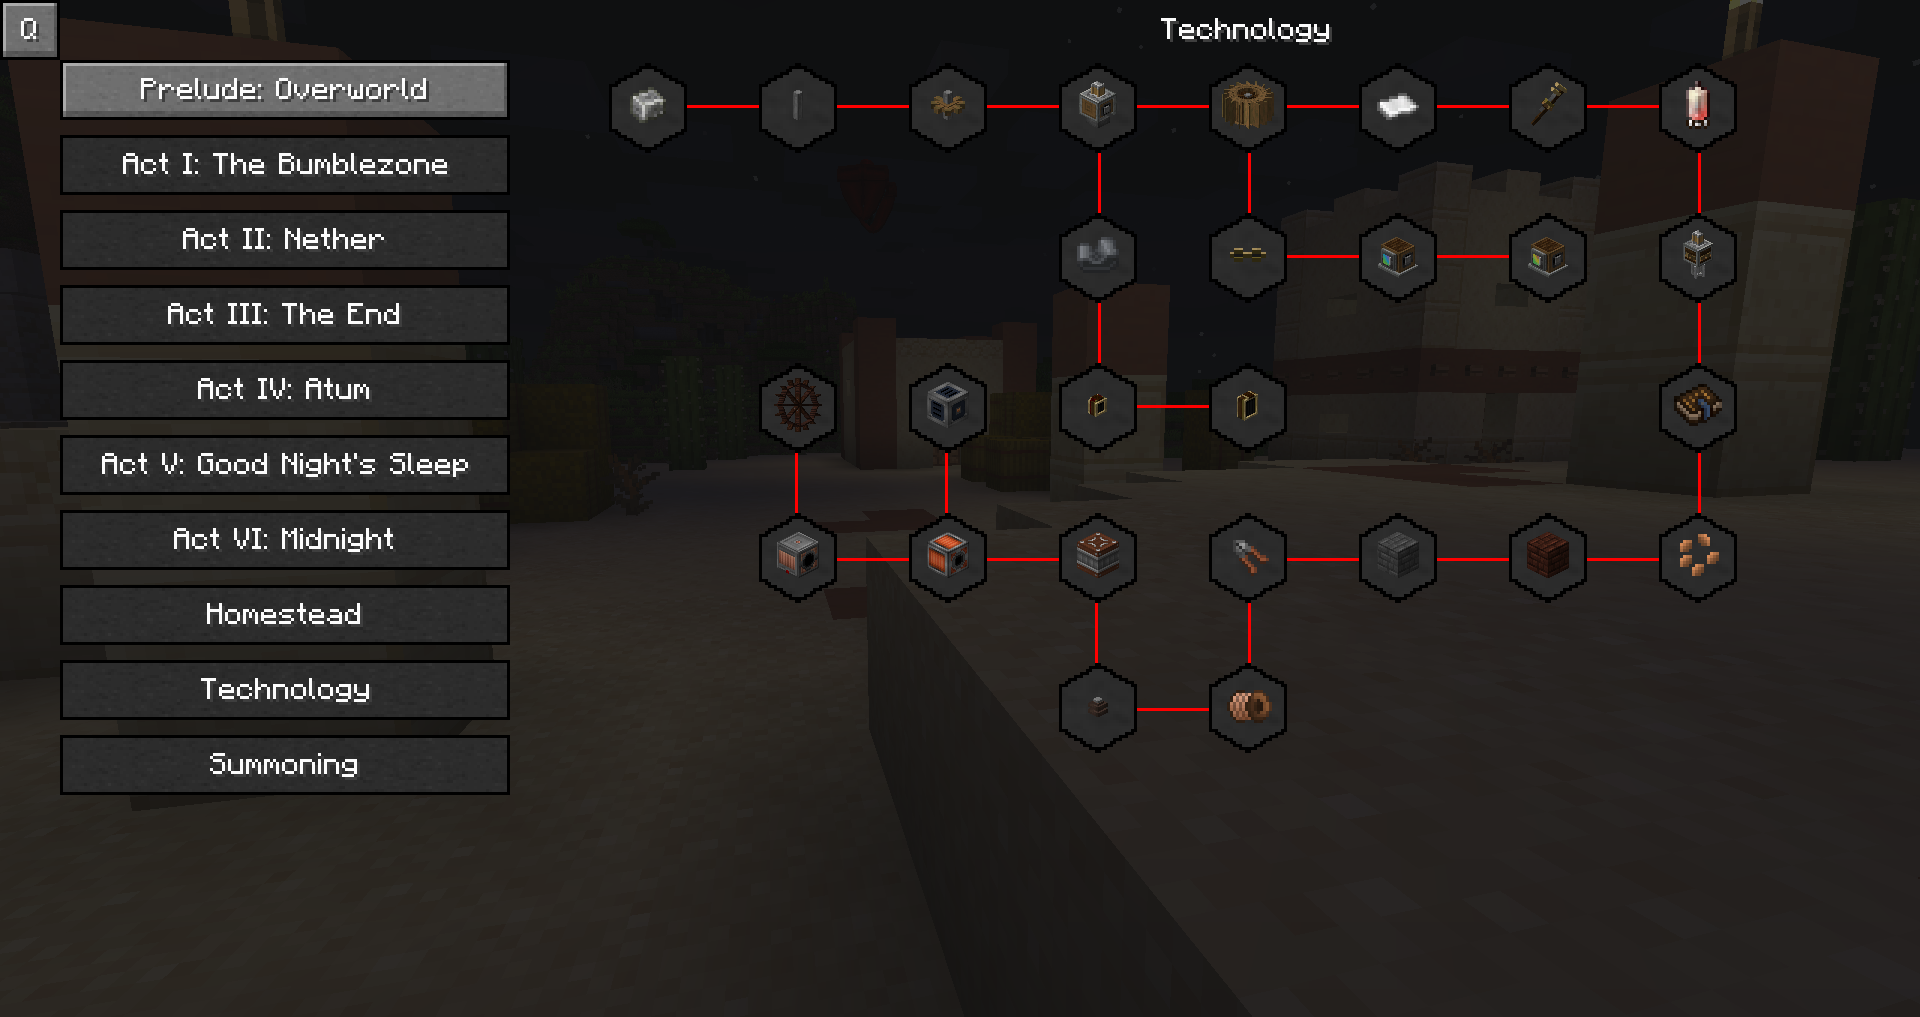 Q
Technology
Prelude: Overworld
Act I: The Bumblezone
Act II: Nether
Act III: The End
Act IV: Atum
Act V: Good Night's Sleep
Act VI: Midnight
Homestead
Technology
Summoning